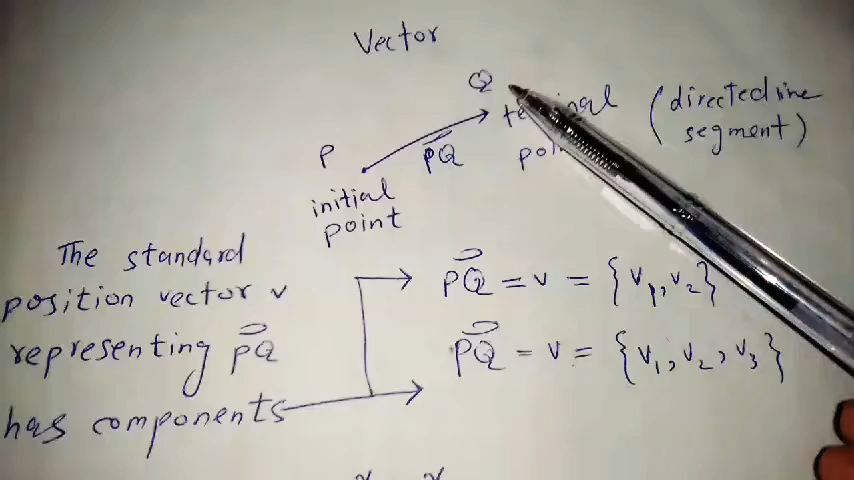 Vector
Q
(directed line
segment)
P
PQ
initial
point
The standard
position vector v
representing PQ
has components
PQ = v = {v1, v2}
PQ = v = {v1, v2, v3}